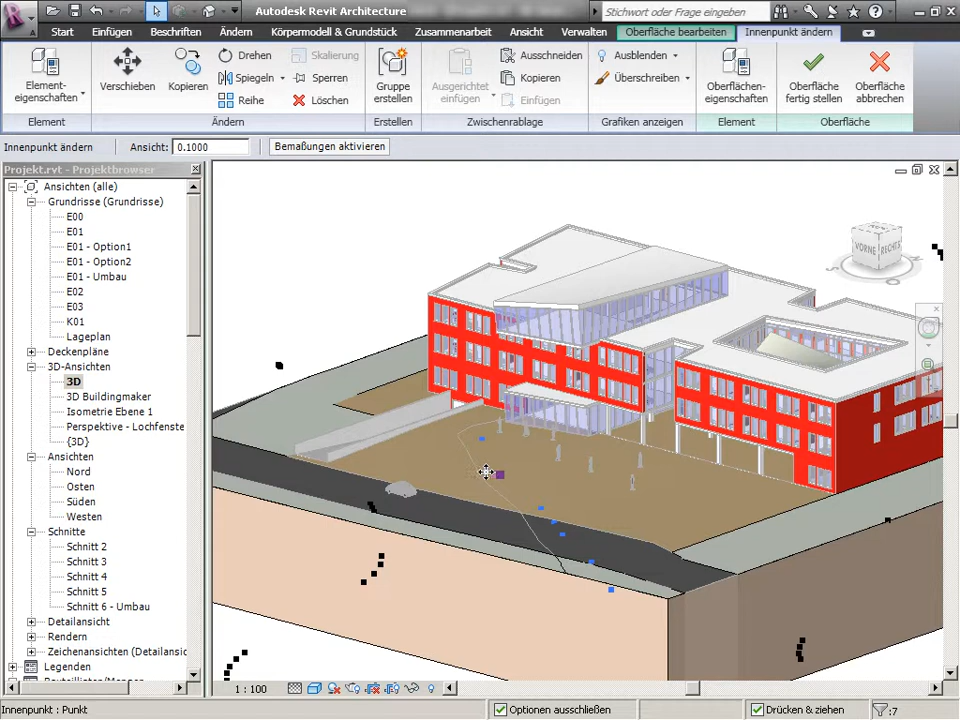 Autodesk Revit Architecture
Stichwort oder Frage eingeben
Start Einfügen Beschriften Ändern Körpermodell & Grundstück Zusammenarbeit Ansicht Verwalten Oberfläche bearbeiten Innenpunkt ändern
Element-
eigenschaften
Verschieben
Kopieren
Drehen
Spiegeln
Reihe
Skalierung
Sperren
Löschen
Gruppe
erstellen
Ausgerichtet
einfügen
Ausschneiden
Kopieren
Einfügen
Ausblenden
Überschreiben
Oberflächen-
eigenschaften
Oberfläche
fertig stellen
Oberfläche
abbrechen
Element Ändern Erstellen Zwischenablage Grafiken anzeigen Element Oberfläche
Innenpunkt ändern Ansicht: 0.1000 Bemaßungen aktivieren
Projekt.rvt - Projektbrowser
Ansichten (alle)
Grundrisse (Grundrisse)
E00
E01
E01 - Option1
E01 - Option2
E01 - Umbau
E02
E03
K01
Lageplan
Deckenpläne
3D-Ansichten
3D
3D Buildingmaker
Isometrie Ebene 1
Perspektive - Lochfenste
{3D}
Ansichten
Nord
Osten
Süden
Westen
Schnitte
Schnitt 2
Schnitt 3
Schnitt 4
Schnitt 5
Schnitt 6 - Umbau
Detailansicht
Rendern
Zeichenansichten (Detailansic
Legenden
VORNE RECHTS
1 : 100
Innenpunkt : Punkt Optionen ausschließen Drücken & ziehen :7